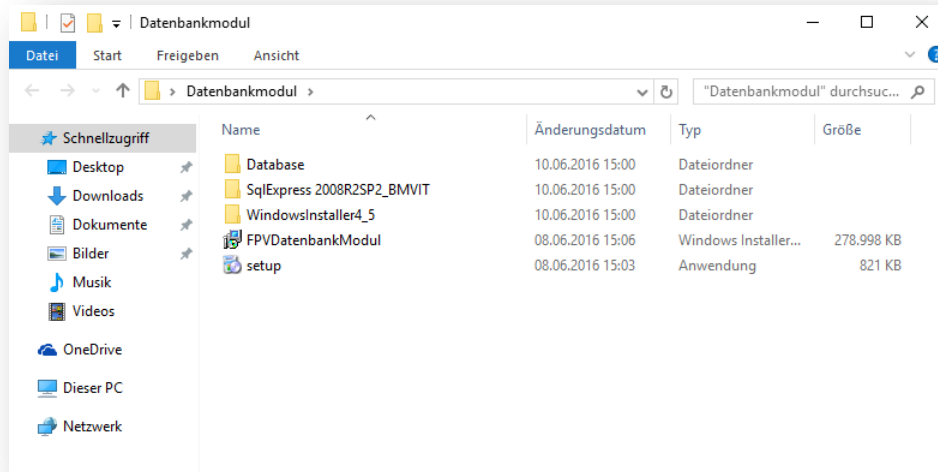 Datenbankmodul
Datei Start Freigeben Ansicht
Datenbankmodul "Datenbankmodul" durchsuc...
Schnellzugriff
Desktop
Downloads
Dokumente
Bilder
Musik
Videos
OneDrive
Dieser PC
Netzwerk
Name Änderungsdatum Typ Größe
Database 10.06.2016 15:00 Dateiordner
SqlExpress 2008R2SP2_BMVIT 10.06.2016 15:00 Dateiordner
WindowsInstaller4_5 10.06.2016 15:00 Dateiordner
FPVDatenbankModul 08.06.2016 15:06 Windows Installer... 278.998 KB
setup 08.06.2016 15:03 Anwendung 821 KB